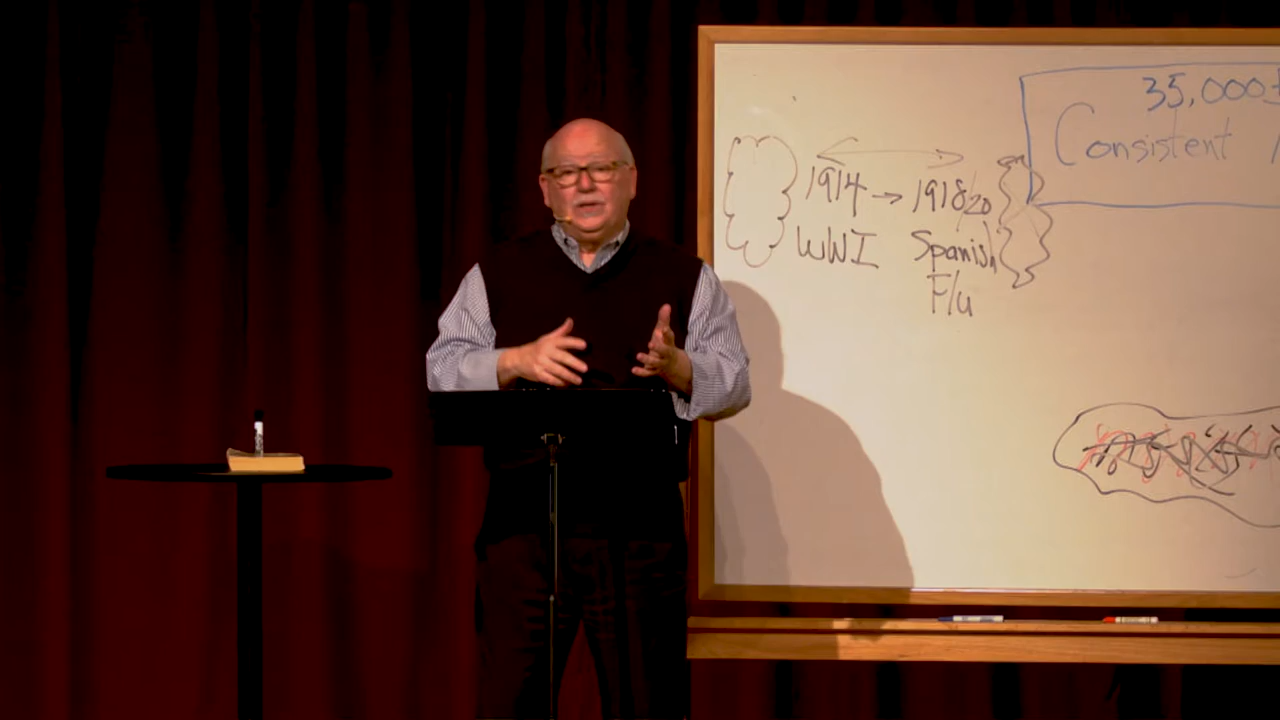 35,000±
Consistent
1914 → 1918/20
WWI Spanish
Flu